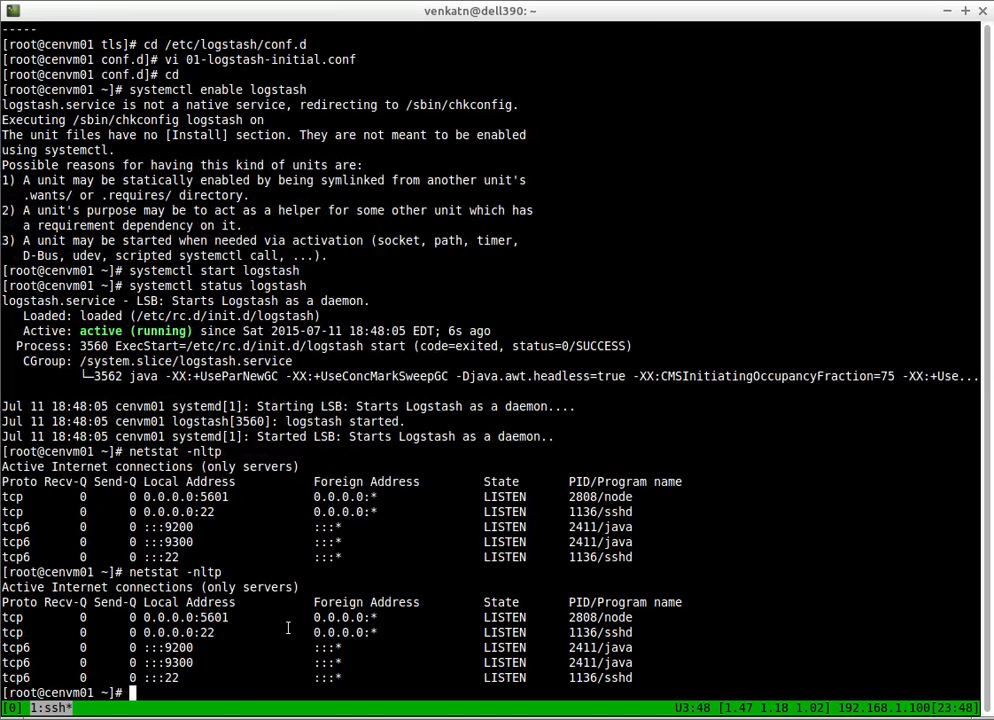 venkatn@dell390: ~
-----
[root@cenvm01 tls]# cd /etc/logstash/conf.d
[root@cenvm01 conf.d]# vi 01-logstash-initial.conf
[root@cenvm01 conf.d]# cd
[root@cenvm01 ~]# systemctl enable logstash
logstash.service is not a native service, redirecting to /sbin/chkconfig.
Executing /sbin/chkconfig logstash on
The unit files have no [Install] section. They are not meant to be enabled
using systemctl.
Possible reasons for having this kind of units are:
1) A unit may be statically enabled by being symlinked from another unit's
   .wants/ or .requires/ directory.
2) A unit's purpose may be to act as a helper for some other unit which has
   a requirement dependency on it.
3) A unit may be started when needed via activation (socket, path, timer,
   D-Bus, udev, scripted systemctl call, ...).
[root@cenvm01 ~]# systemctl start logstash
[root@cenvm01 ~]# systemctl status logstash
logstash.service - LSB: Starts Logstash as a daemon.
   Loaded: loaded (/etc/rc.d/init.d/logstash)
   Active: active (running) since Sat 2015-07-11 18:48:05 EDT; 6s ago
  Process: 3560 ExecStart=/etc/rc.d/init.d/logstash start (code=exited, status=0/SUCCESS)
   CGroup: /system.slice/logstash.service
           └─3562 java -XX:+UseParNewGC -XX:+UseConcMarkSweepGC -Djava.awt.headless=true -XX:CMSInitiatingOccupancyFraction=75 -XX:+Use...
Jul 11 18:48:05 cenvm01 systemd[1]: Starting LSB: Starts Logstash as a daemon....
Jul 11 18:48:05 cenvm01 logstash[3560]: logstash started.
Jul 11 18:48:05 cenvm01 systemd[1]: Started LSB: Starts Logstash as a daemon..
[root@cenvm01 ~]# netstat -nltp
Active Internet connections (only servers)
Proto Recv-Q Send-Q Local Address           Foreign Address         State       PID/Program name
tcp        0      0 0.0.0.0:5601            0.0.0.0:*               LISTEN      2808/node
tcp        0      0 0.0.0.0:22              0.0.0.0:*               LISTEN      1136/sshd
tcp6       0      0 :::9200                 :::*                    LISTEN      2411/java
tcp6       0      0 :::9300                 :::*                    LISTEN      2411/java
tcp6       0      0 :::22                   :::*                    LISTEN      1136/sshd
[root@cenvm01 ~]# netstat -nltp
Active Internet connections (only servers)
Proto Recv-Q Send-Q Local Address           Foreign Address         State       PID/Program name
tcp        0      0 0.0.0.0:5601            0.0.0.0:*               LISTEN      2808/node
tcp        0      0 0.0.0.0:22              0.0.0.0:*               LISTEN      1136/sshd
tcp6       0      0 :::9200                 :::*                    LISTEN      2411/java
tcp6       0      0 :::9300                 :::*                    LISTEN      2411/java
tcp6       0      0 :::22                   :::*                    LISTEN      1136/sshd
[root@cenvm01 ~]#
[0] 1:ssh* U3:48 [1.47 1.18 1.02] 192.168.1.100[23:48]